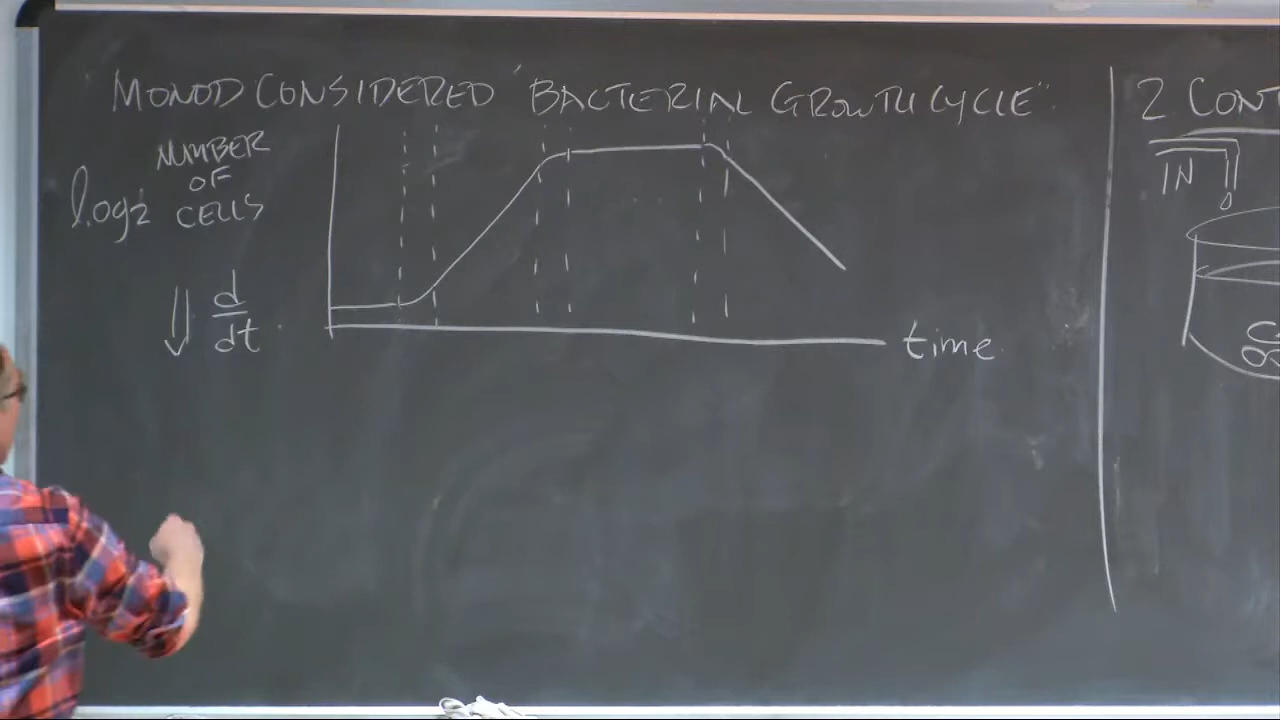 MONOD CONSIDERED "BACTERIAL GROWTH CYCLE"
NUMBER
OF
log2 CELLS
d
dt
time
2 CONT
IN